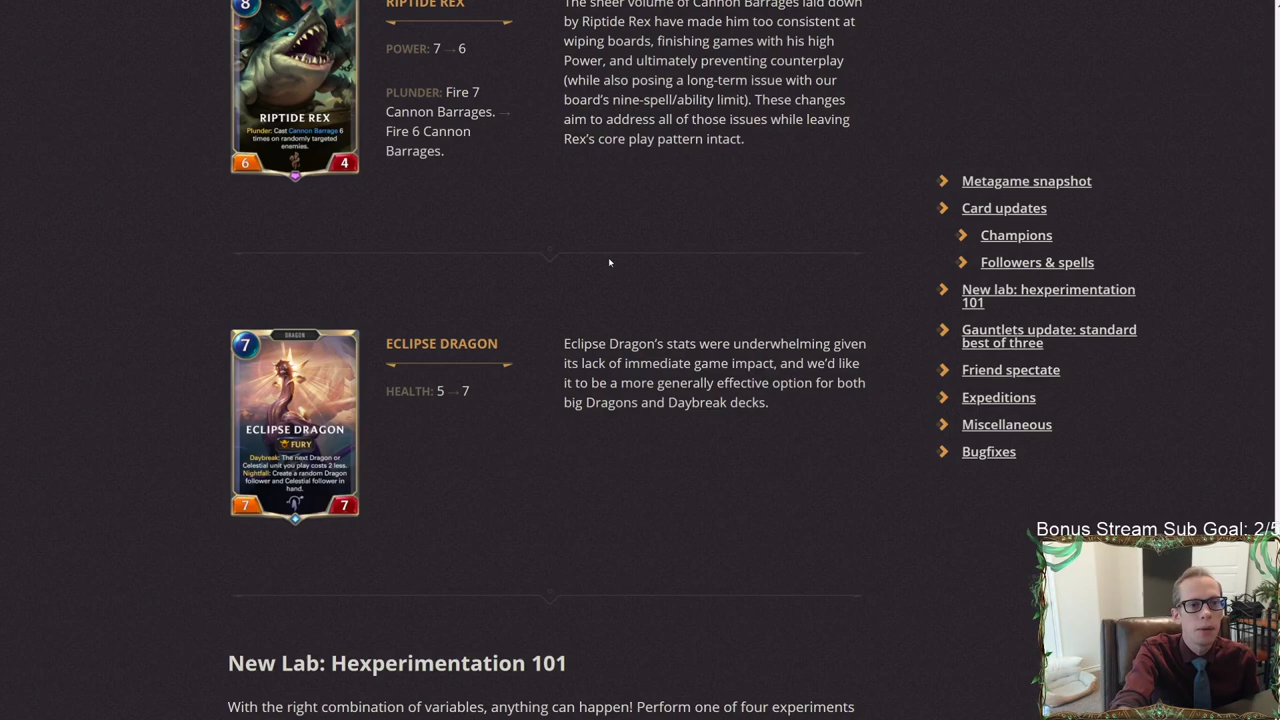 8
RIPTIDE REX
Plunder: Cast Cannon Barrage 6
times on randomly targeted
enemies.
6
4
RIPTIDE REX
POWER: 7 → 6
PLUNDER: Fire 7
Cannon Barrages. →
Fire 6 Cannon
Barrages.
The sheer volume of Cannon Barrages laid down
by Riptide Rex have made him too consistent at
wiping boards, finishing games with his high
Power, and ultimately preventing counterplay
(while also posing a long-term issue with our
board's nine-spell/ability limit). These changes
aim to address all of those issues while leaving
Rex's core play pattern intact.
DRAGON
7
ECLIPSE DRAGON
FURY
Daybreak: The next Dragon or
Celestial unit you play costs 2 less.
Nightfall: Create a random Dragon
follower and Celestial follower in
hand.
7
7
ECLIPSE DRAGON
HEALTH: 5 → 7
Eclipse Dragon's stats were underwhelming given
its lack of immediate game impact, and we'd like
it to be a more generally effective option for both
big Dragons and Daybreak decks.
New Lab: Hexperimentation 101
With the right combination of variables, anything can happen! Perform one of four experiments
Metagame snapshot
Card updates
Champions
Followers & spells
New lab: hexperimentation
101
Gauntlets update: standard
best of three
Friend spectate
Expeditions
Miscellaneous
Bugfixes
Bonus Stream Sub Goal: 2/5